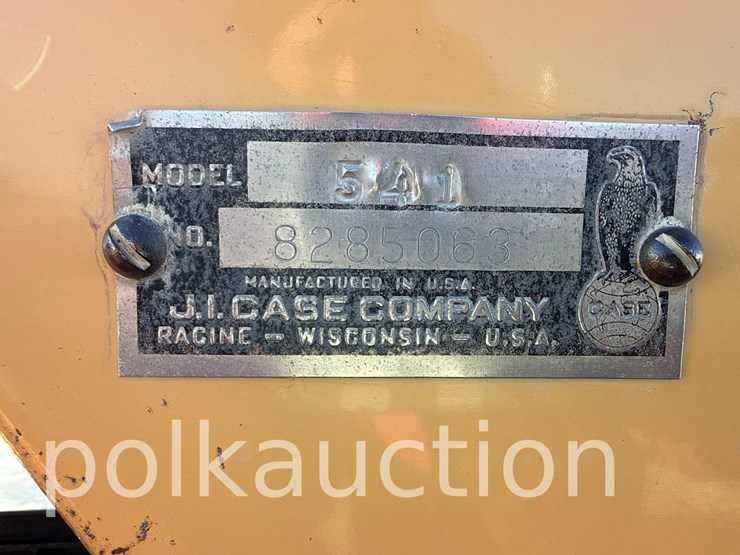 MODEL 541
NO. 8285063
MANUFACTURED IN U.S.A.
J.I. CASE COMPANY
RACINE - WISCONSIN - U.S.A.
CASE
polkauction